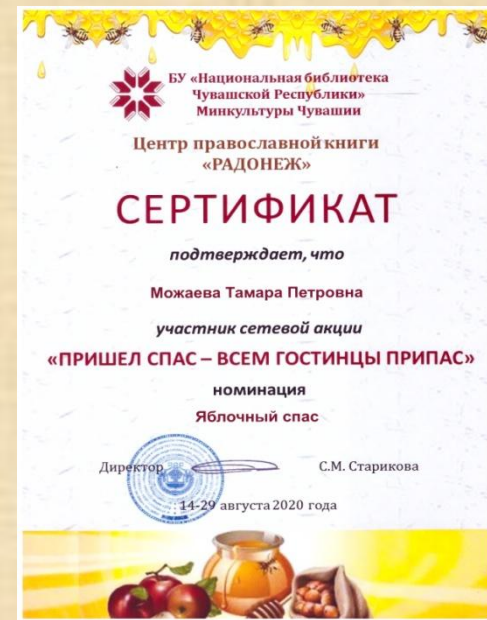 БУ «Национальная библиотека
Чувашской Республики»
Минкультуры Чувашии
Центр православной книги
«РАДОНЕЖ»
СЕРТИФИКАТ
подтверждает, что
Можаева Тамара Петровна
участник сетевой акции
«ПРИШЕЛ СПАС – ВСЕМ ГОСТИНЦЫ ПРИПАС»
номинация
Яблочный спас
Директор С.М. Старикова
14-29 августа 2020 года